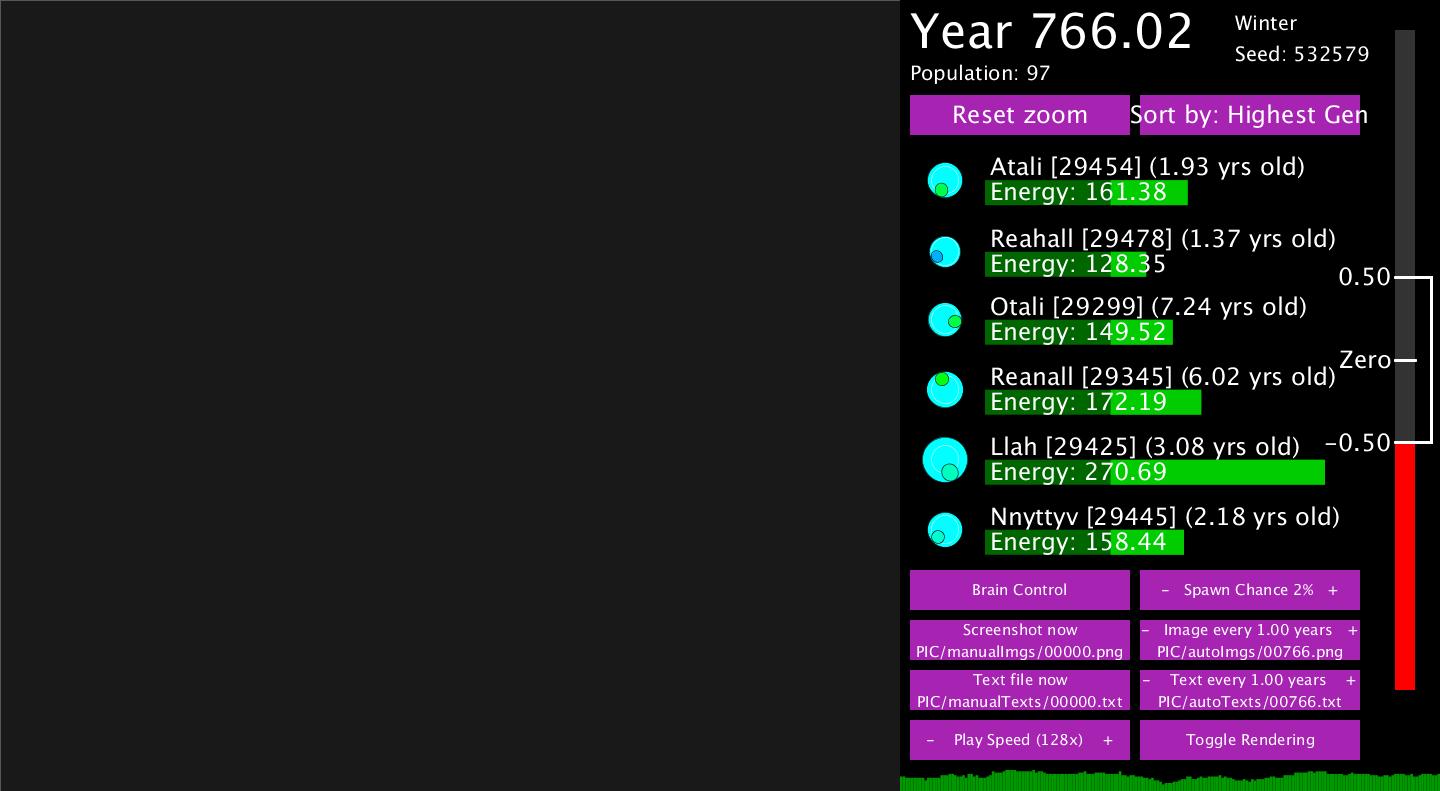 Year 766.02
Winter
Seed: 532579
Population: 97
Reset zoom
Sort by: Highest Gen
Atali [29454] (1.93 yrs old)
Energy: 161.38
Reahall [29478] (1.37 yrs old)
Energy: 128.35
0.50
Otali [29299] (7.24 yrs old)
Energy: 149.52
Zero
Reanall [29345] (6.02 yrs old)
Energy: 172.19
-0.50
Llah [29425] (3.08 yrs old)
Energy: 270.69
Nnyttyv [29445] (2.18 yrs old)
Energy: 158.44
Brain Control
- Spawn Chance 2% +
Screenshot now
PIC/manualImgs/00000.png
- Image every 1.00 years +
PIC/autoImgs/00766.png
Text file now
PIC/manualTexts/00000.txt
- Text every 1.00 years +
PIC/autoTexts/00766.txt
- Play Speed (128x) +
Toggle Rendering